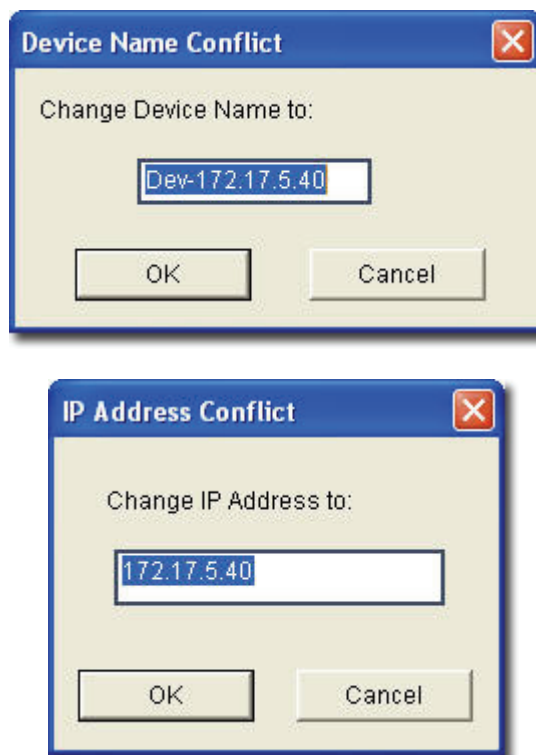 Device Name Conflict
Change Device Name to:
Dev-172.17.5.40
OK Cancel
IP Address Conflict
Change IP Address to:
172.17.5.40
OK Cancel